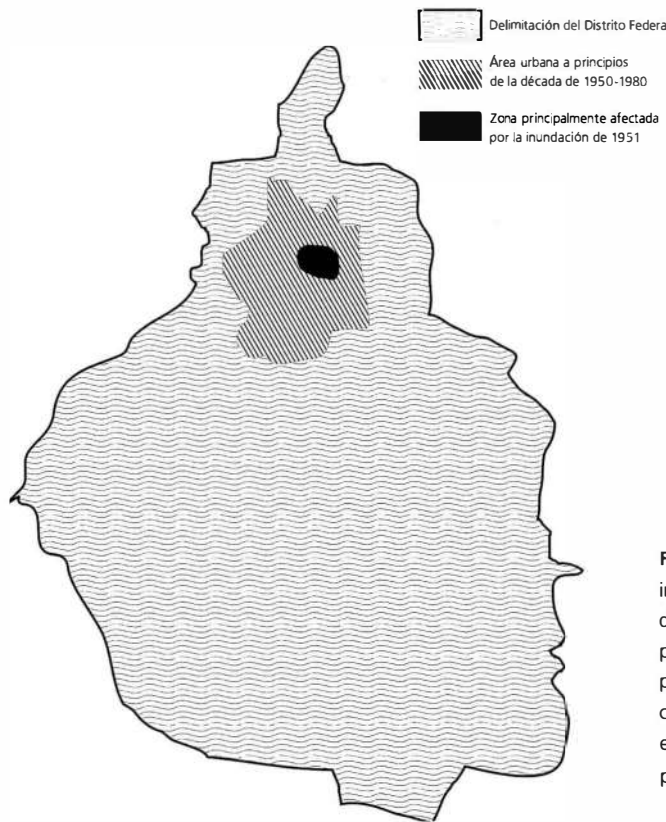 Delimitación del Distrito Federa
Área urbana a principios
de la década de 1950-1980
Zona principalmente afectada
por la inundación de 1951
F
in
p
p
e
p